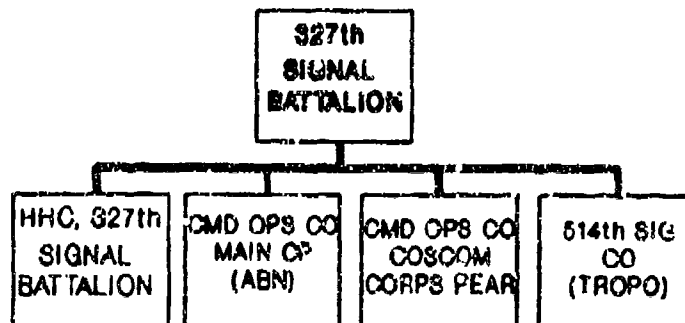 327th
SIGNAL
BATTALION
HHC, 327th
SIGNAL
BATTALION
CMD OPS CO
MAIN CP
(ABN)
CMD OPS CO
COSCOM
CORPS PEAR
514th SIG
CO
(TROPO)